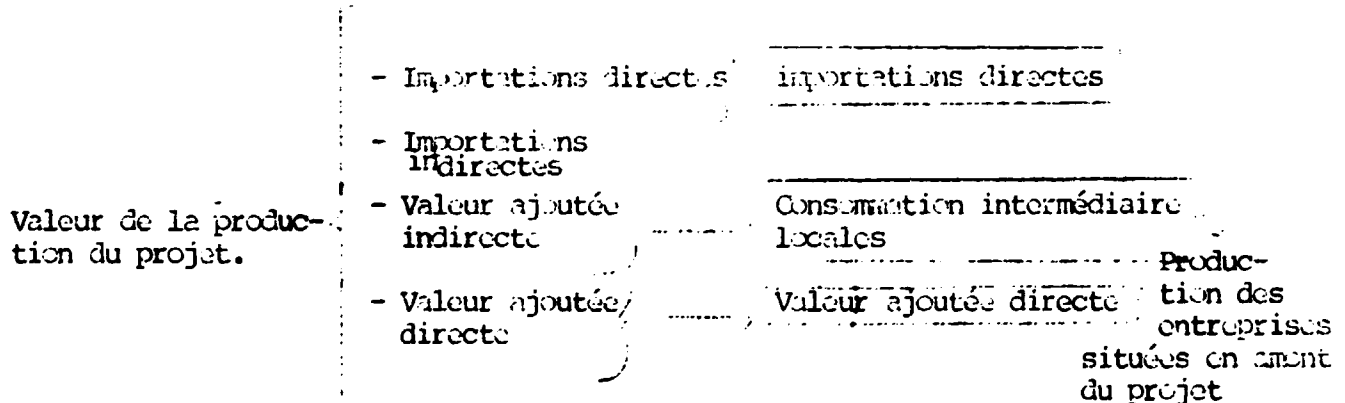 - Importations directes importations directes
- Importations
indirectes
- Valeur ajoutée Consommation intermédiaire
indirecte locales
Valeur de la produc-
tion du projet.
- Valeur ajoutée Valeur ajoutée directe
directe
Produc-
tion des
entreprises
situées en amont
du projet